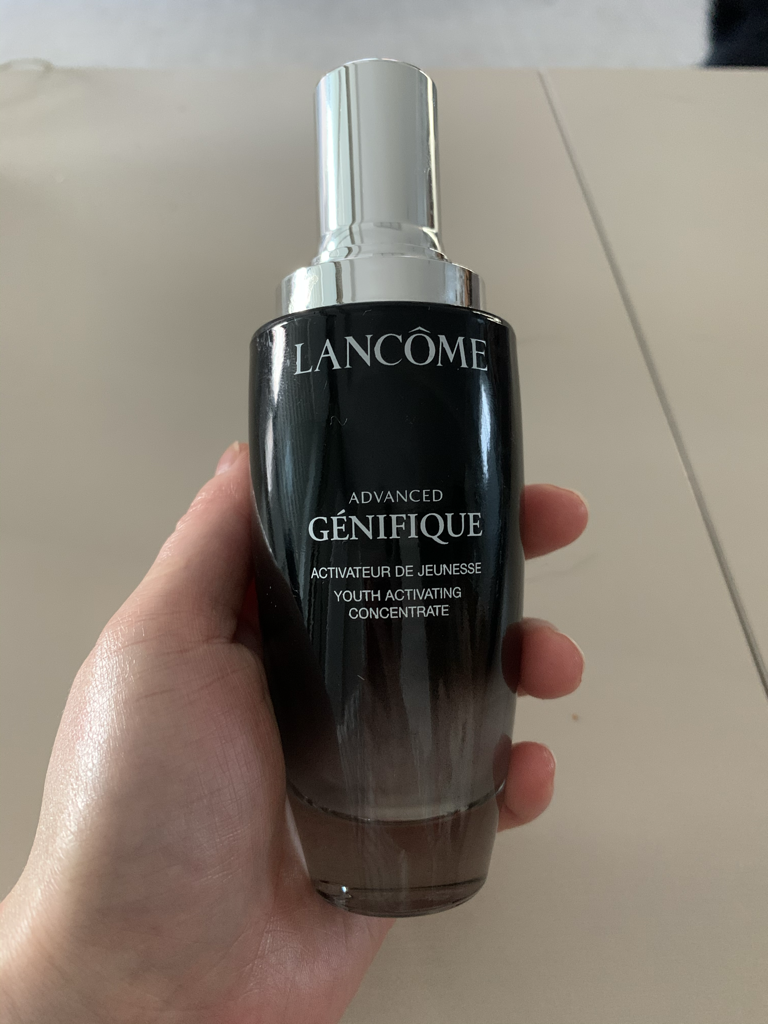 LANCÔME
ADVANCED
GÉNIFIQUE
ACTIVATEUR DE JEUNESSE
YOUTH ACTIVATING
CONCENTRATE